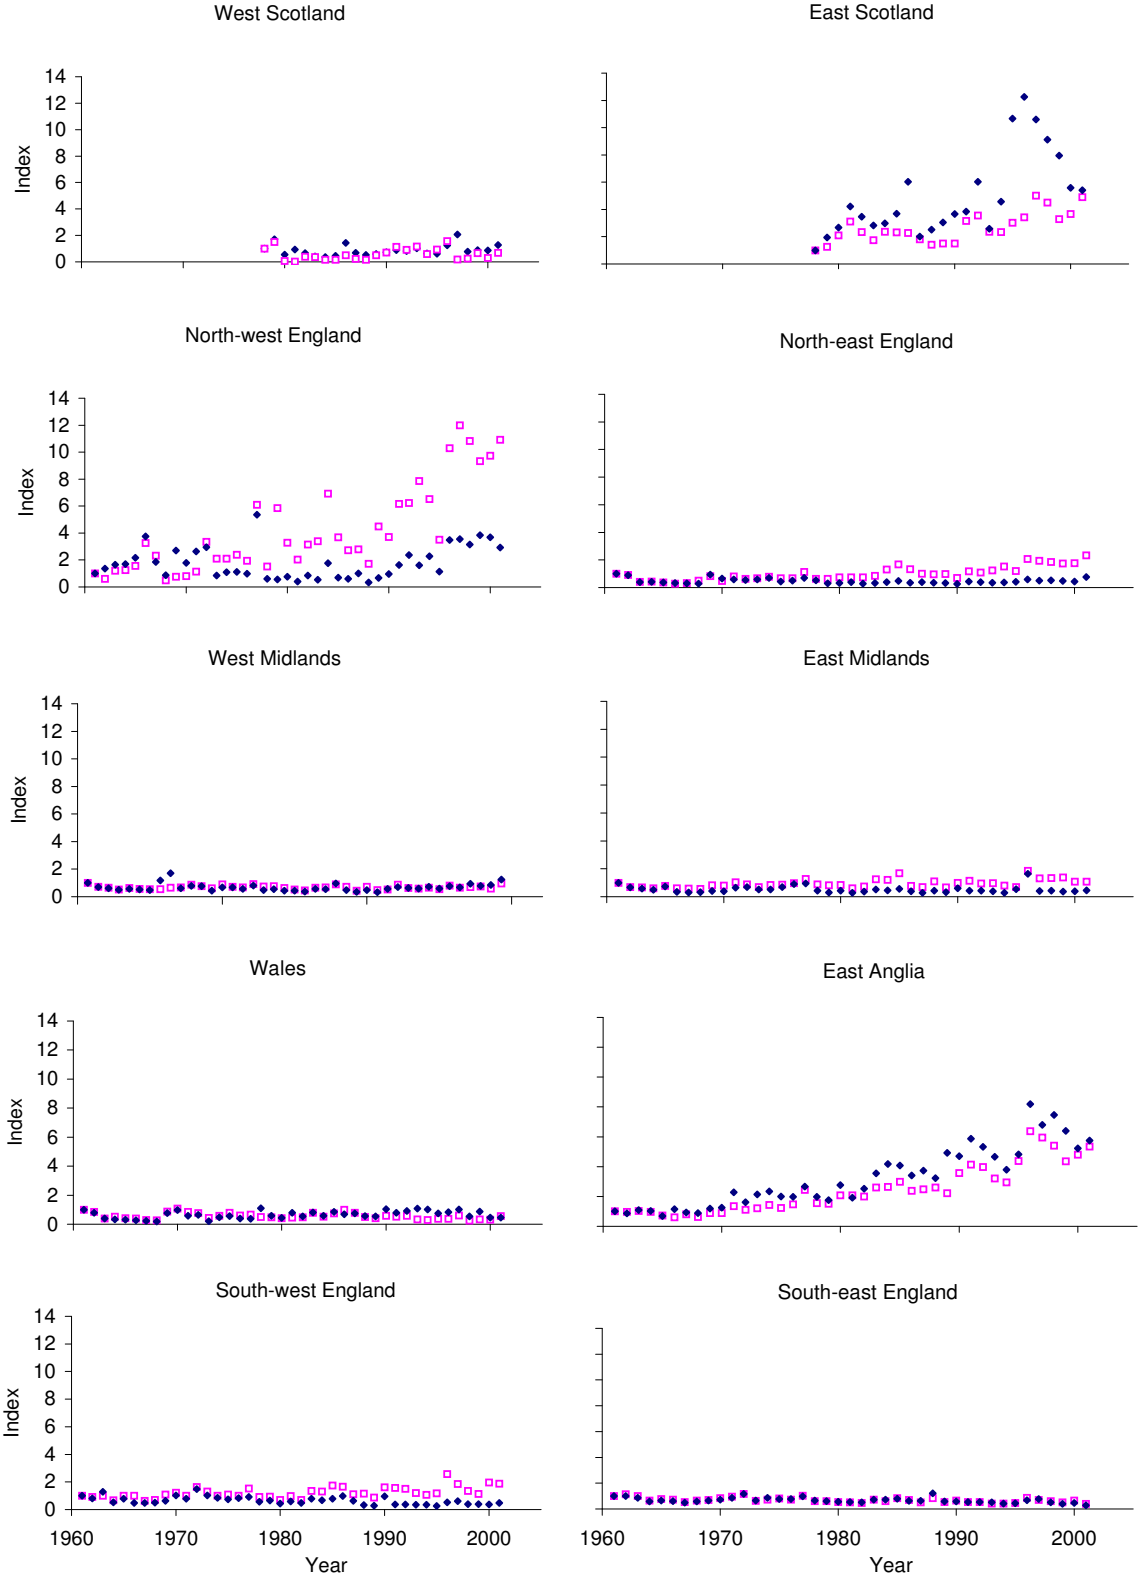 West Scotland
East Scotland
14
12
10
8
6
4
2
0
Index
North-west England
North-east England
14
12
10
8
6
4
2
0
Index
West Midlands
East Midlands
14
12
10
8
6
4
2
0
Index
Wales
East Anglia
14
12
10
8
6
4
2
0
Index
South-west England
South-east England
14
12
10
8
6
4
2
0
Index
1960 1970 1980 1990 2000
1960 1970 1980 1990 2000
Year
Year